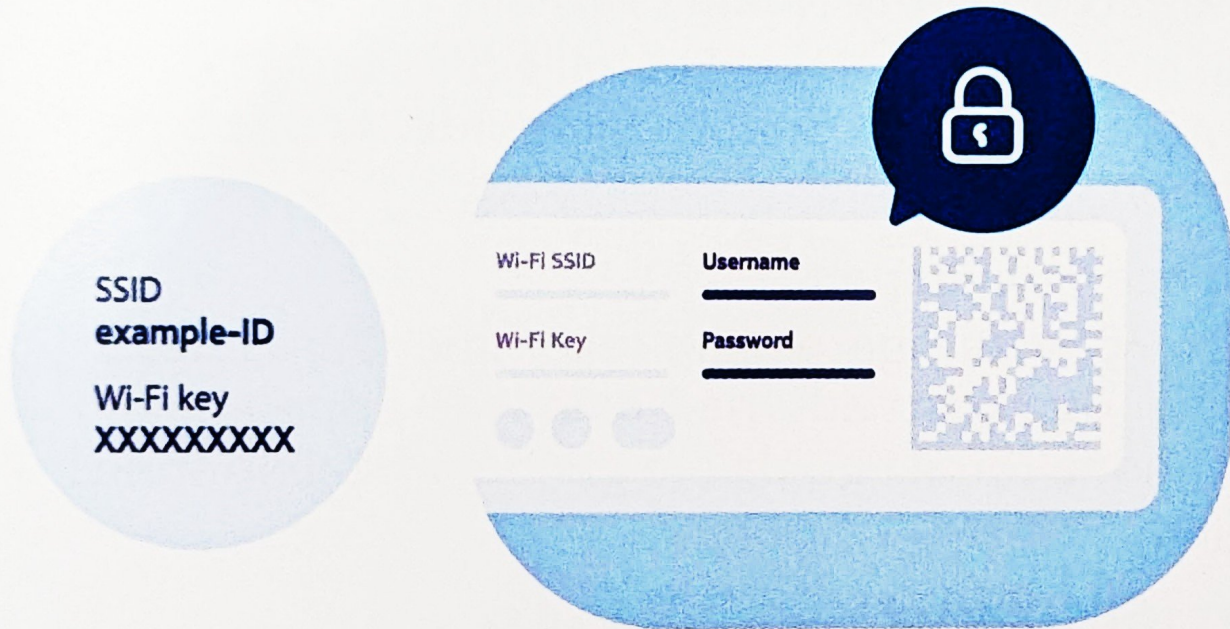 SSID
example-ID
Wi-Fi key
XXXXXXXXX
Wi-Fi SSID
Username
Wi-Fi Key
Password